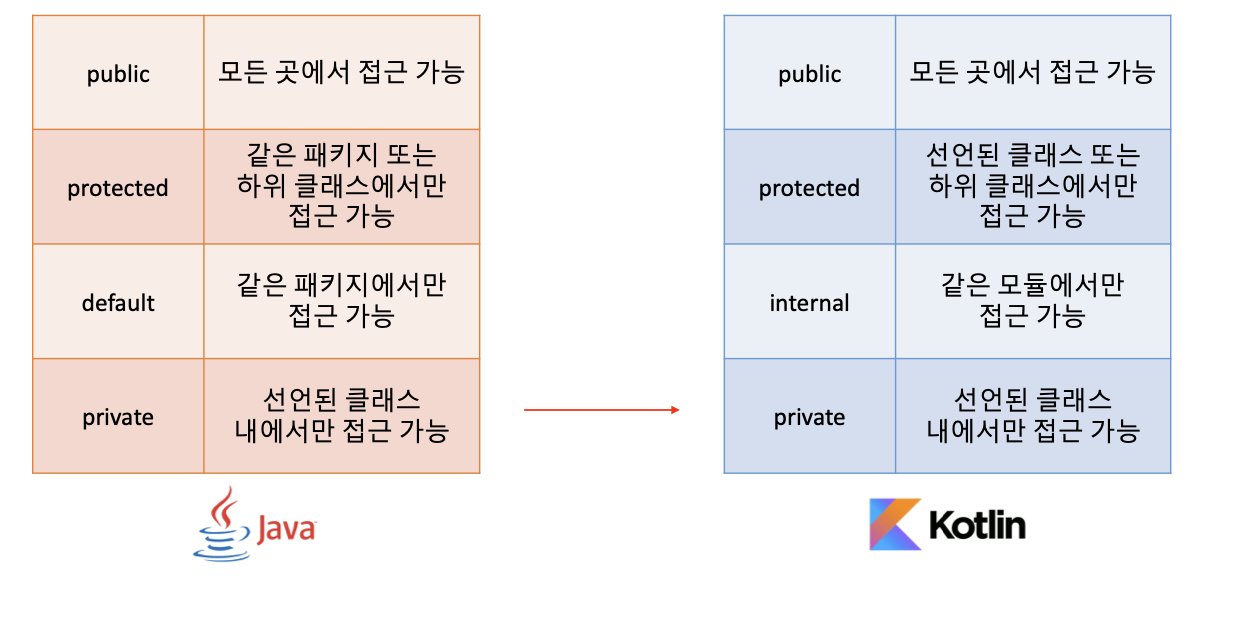 public
모든 곳에서 접근 가능
protected
같은 패키지 또는
하위 클래스에서만
접근 가능
default
같은 패키지에서만
접근 가능
private
선언된 클래스
내에서만 접근 가능
Java
public
모든 곳에서 접근 가능
protected
선언된 클래스 또는
하위 클래스에서만
접근 가능
internal
같은 모듈에서만
접근 가능
private
선언된 클래스
내에서만 접근 가능
Kotlin